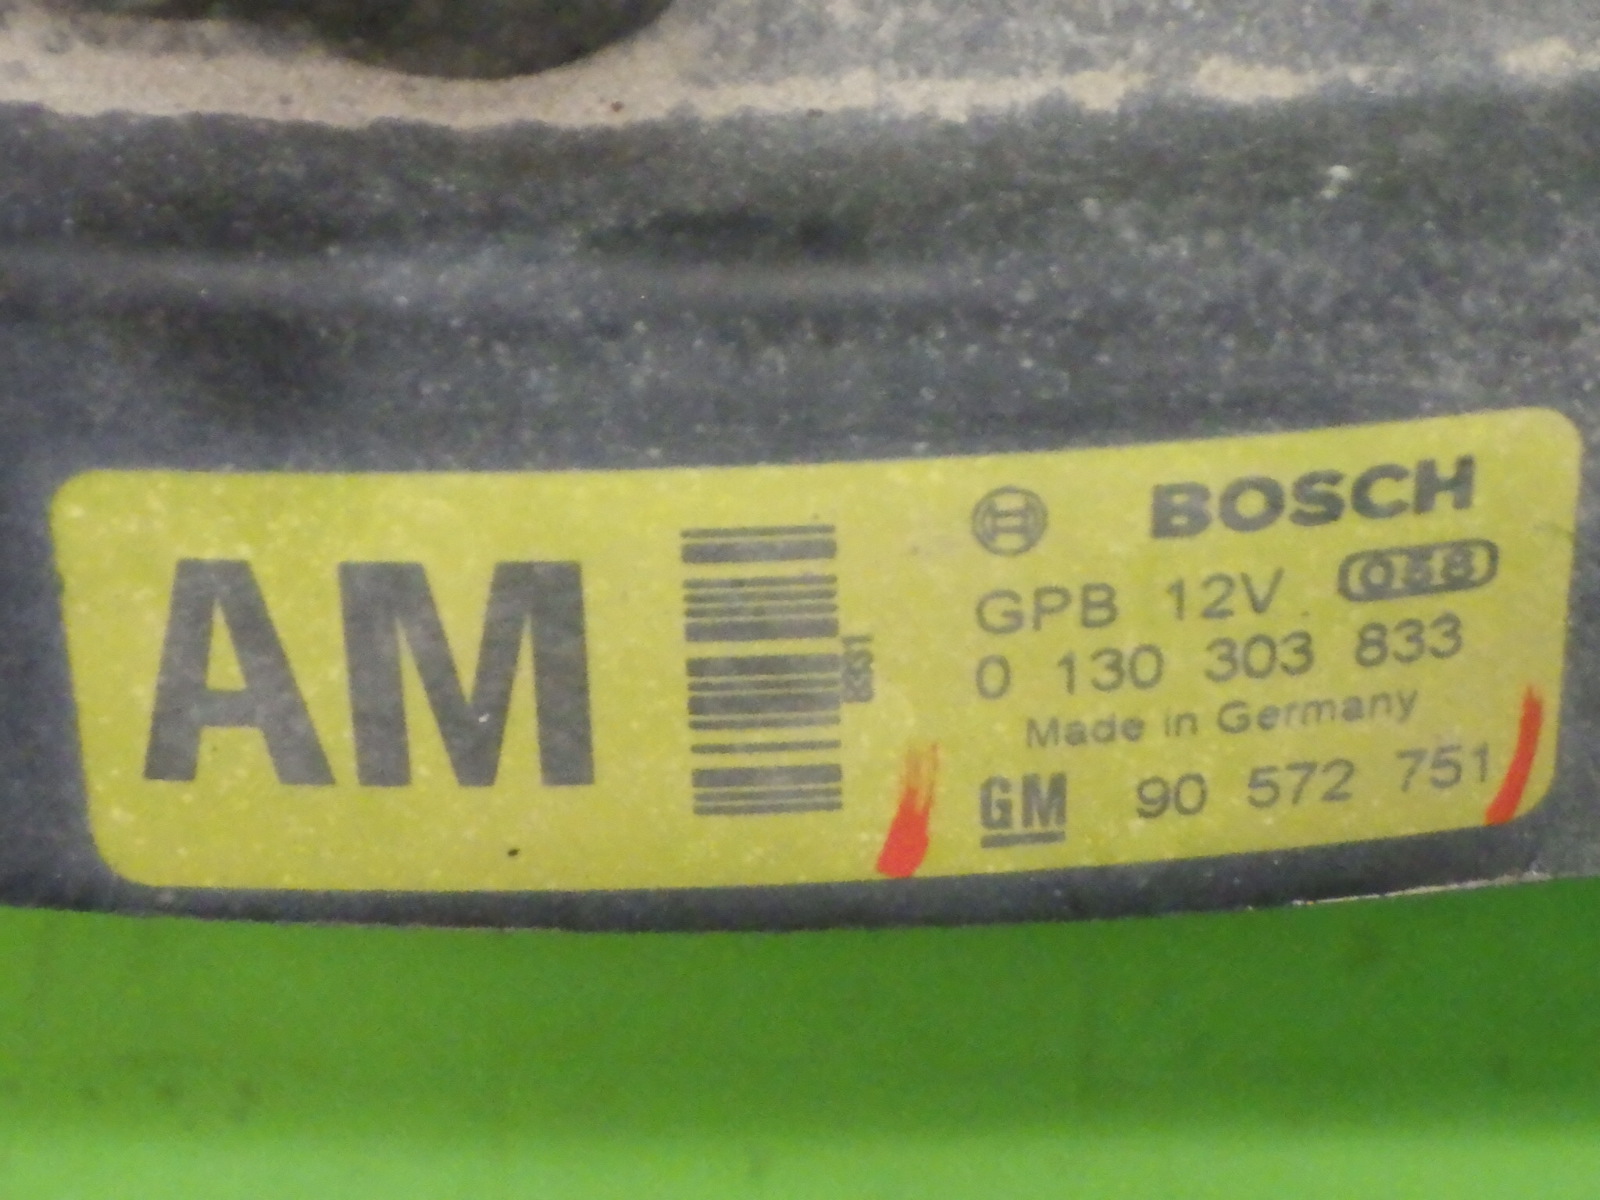 AM
BOSCH
GPB 12V 058
0 130 303 833
Made in Germany
GM 90 572 751